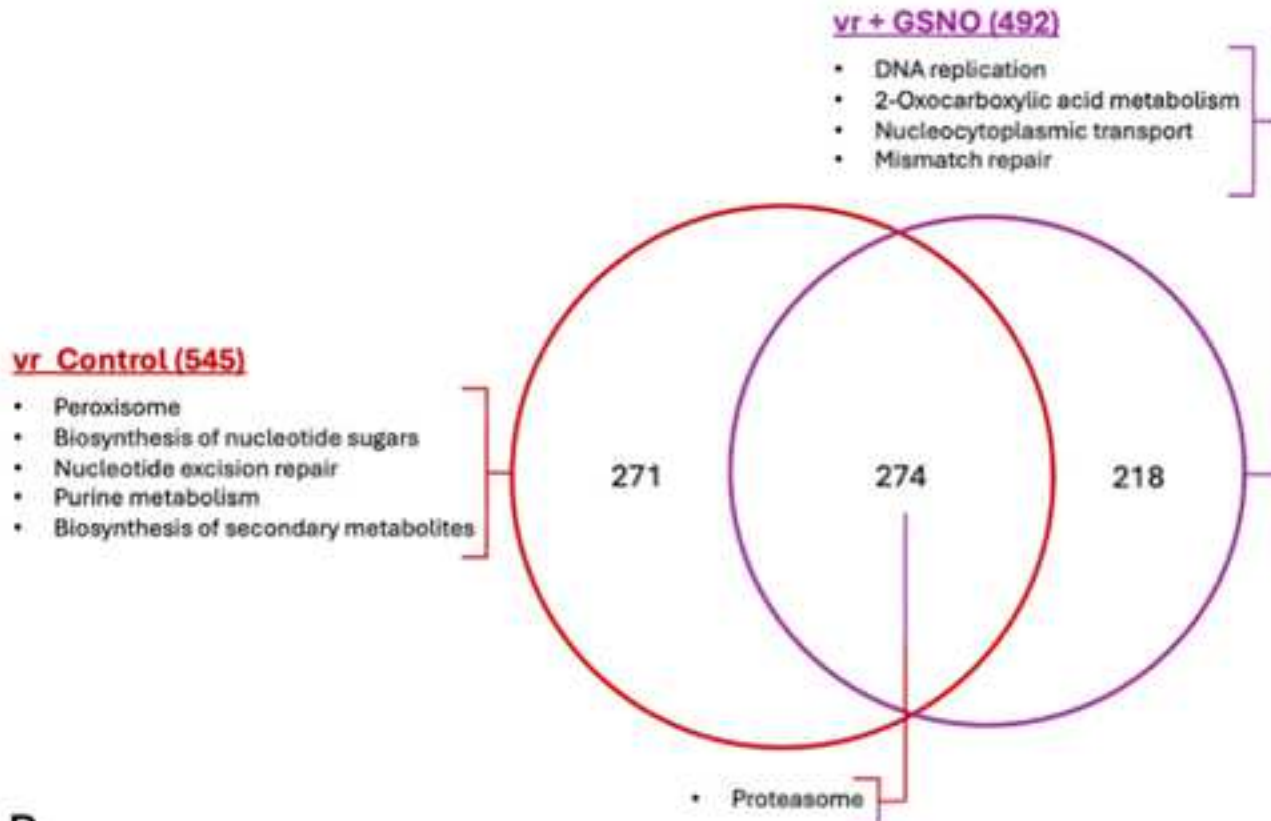 vr + GSNO (492)
• DNA replication
• 2-Oxocarboxylic acid metabolism
• Nucleocytoplasmic transport
• Mismatch repair
vr Control (545)
• Peroxisome
• Biosynthesis of nucleotide sugars
• Nucleotide excision repair
• Purine metabolism
• Biosynthesis of secondary metabolites
271
274
218
• Proteasome